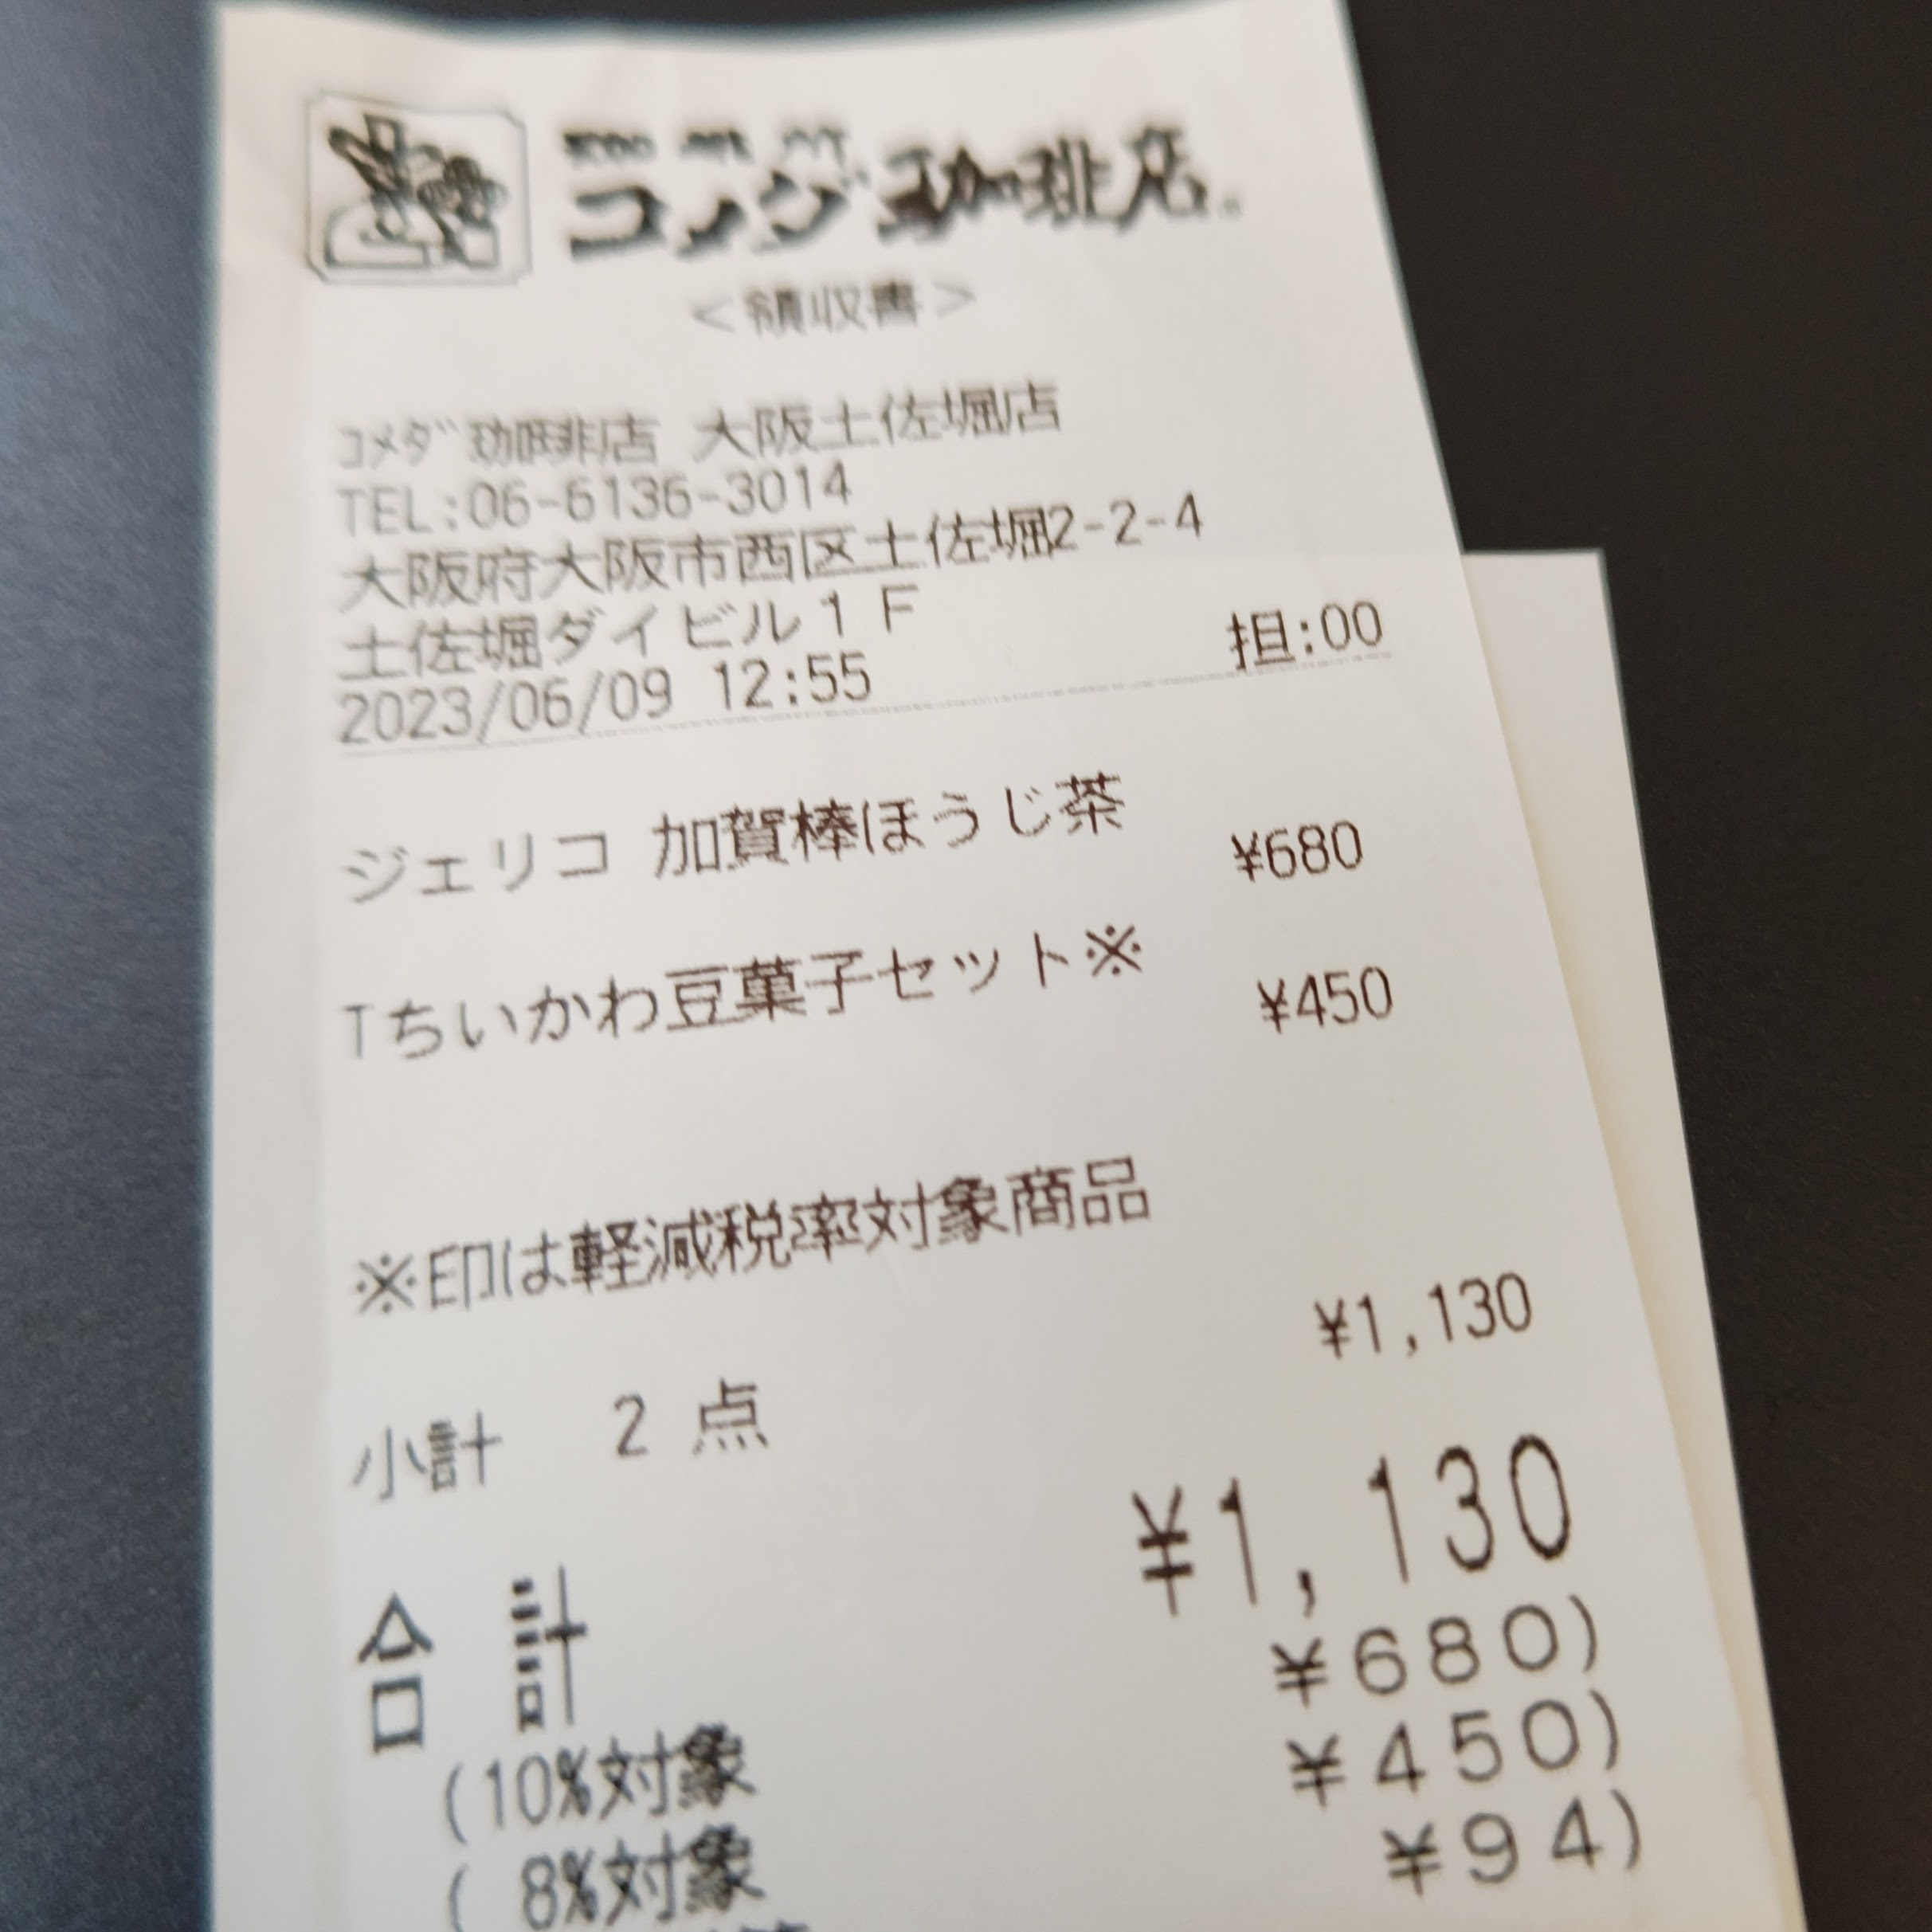 コメダ珈琲店
＜領収書＞
ｺﾒﾀﾞ珈琲店 大阪土佐堀店
TEL:06-6136-3014
大阪府大阪市西区土佐堀2-2-4
土佐堀ダイビル１Ｆ
2023/06/09 12:55 担:00
ジェリコ 加賀棒ほうじ茶 ¥680
Tちいかわ豆菓子セット※ ¥450
※印は軽減税率対象商品
小計 2 点 ¥1,130
合計 ¥1,130
(10%対象 ¥680)
( 8%対象 ¥450)
¥94)